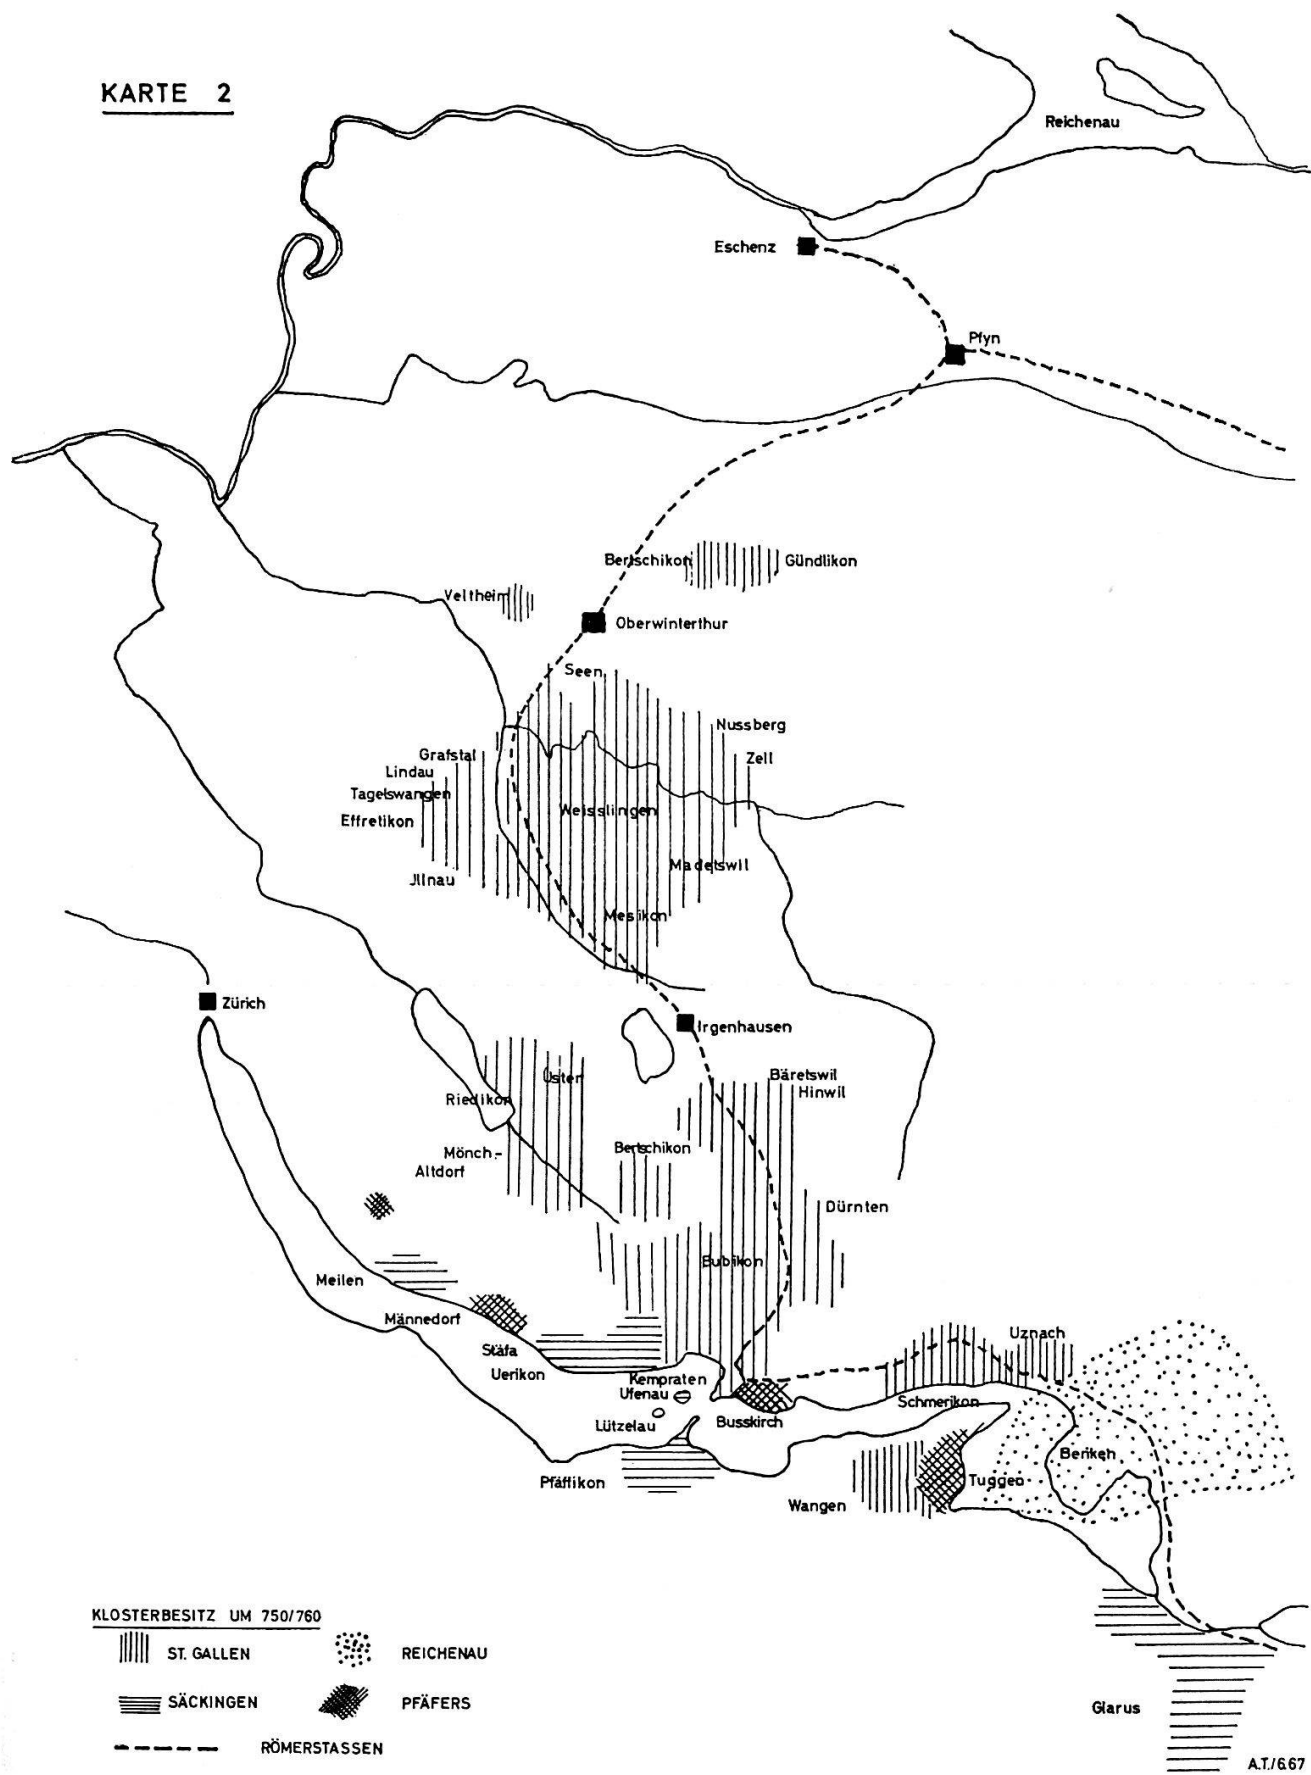 KARTE 2
Reichenau
Eschenz
Pfyn
Bertschikon
Gündlikon
Veltheim
Oberwinterthur
Seen
Nussberg
Grafstal
Zell
Lindau
Tagelswangen
Weisslingen
Effretikon
Madetswil
Jllnau
Mesikon
Zürich
Irgenhausen
Bäretswil
Uster
Hinwil
Riedikon
Bertschikon
Mönch-
Altdorf
Dürnten
Bubikon
Meilen
Männedorf
Uznach
Stäfa
Uerikon
Kempraten
Ufenau
Schmerikon
Lützelau
Busskirch
Benken
Pfäffikon
Tuggen
Wangen
KLOSTERBESITZ UM 750/760
ST. GALLEN
REICHENAU
SÄCKINGEN
PFÄFERS
Glarus
RÖMERSTASSEN
A.T./6.67